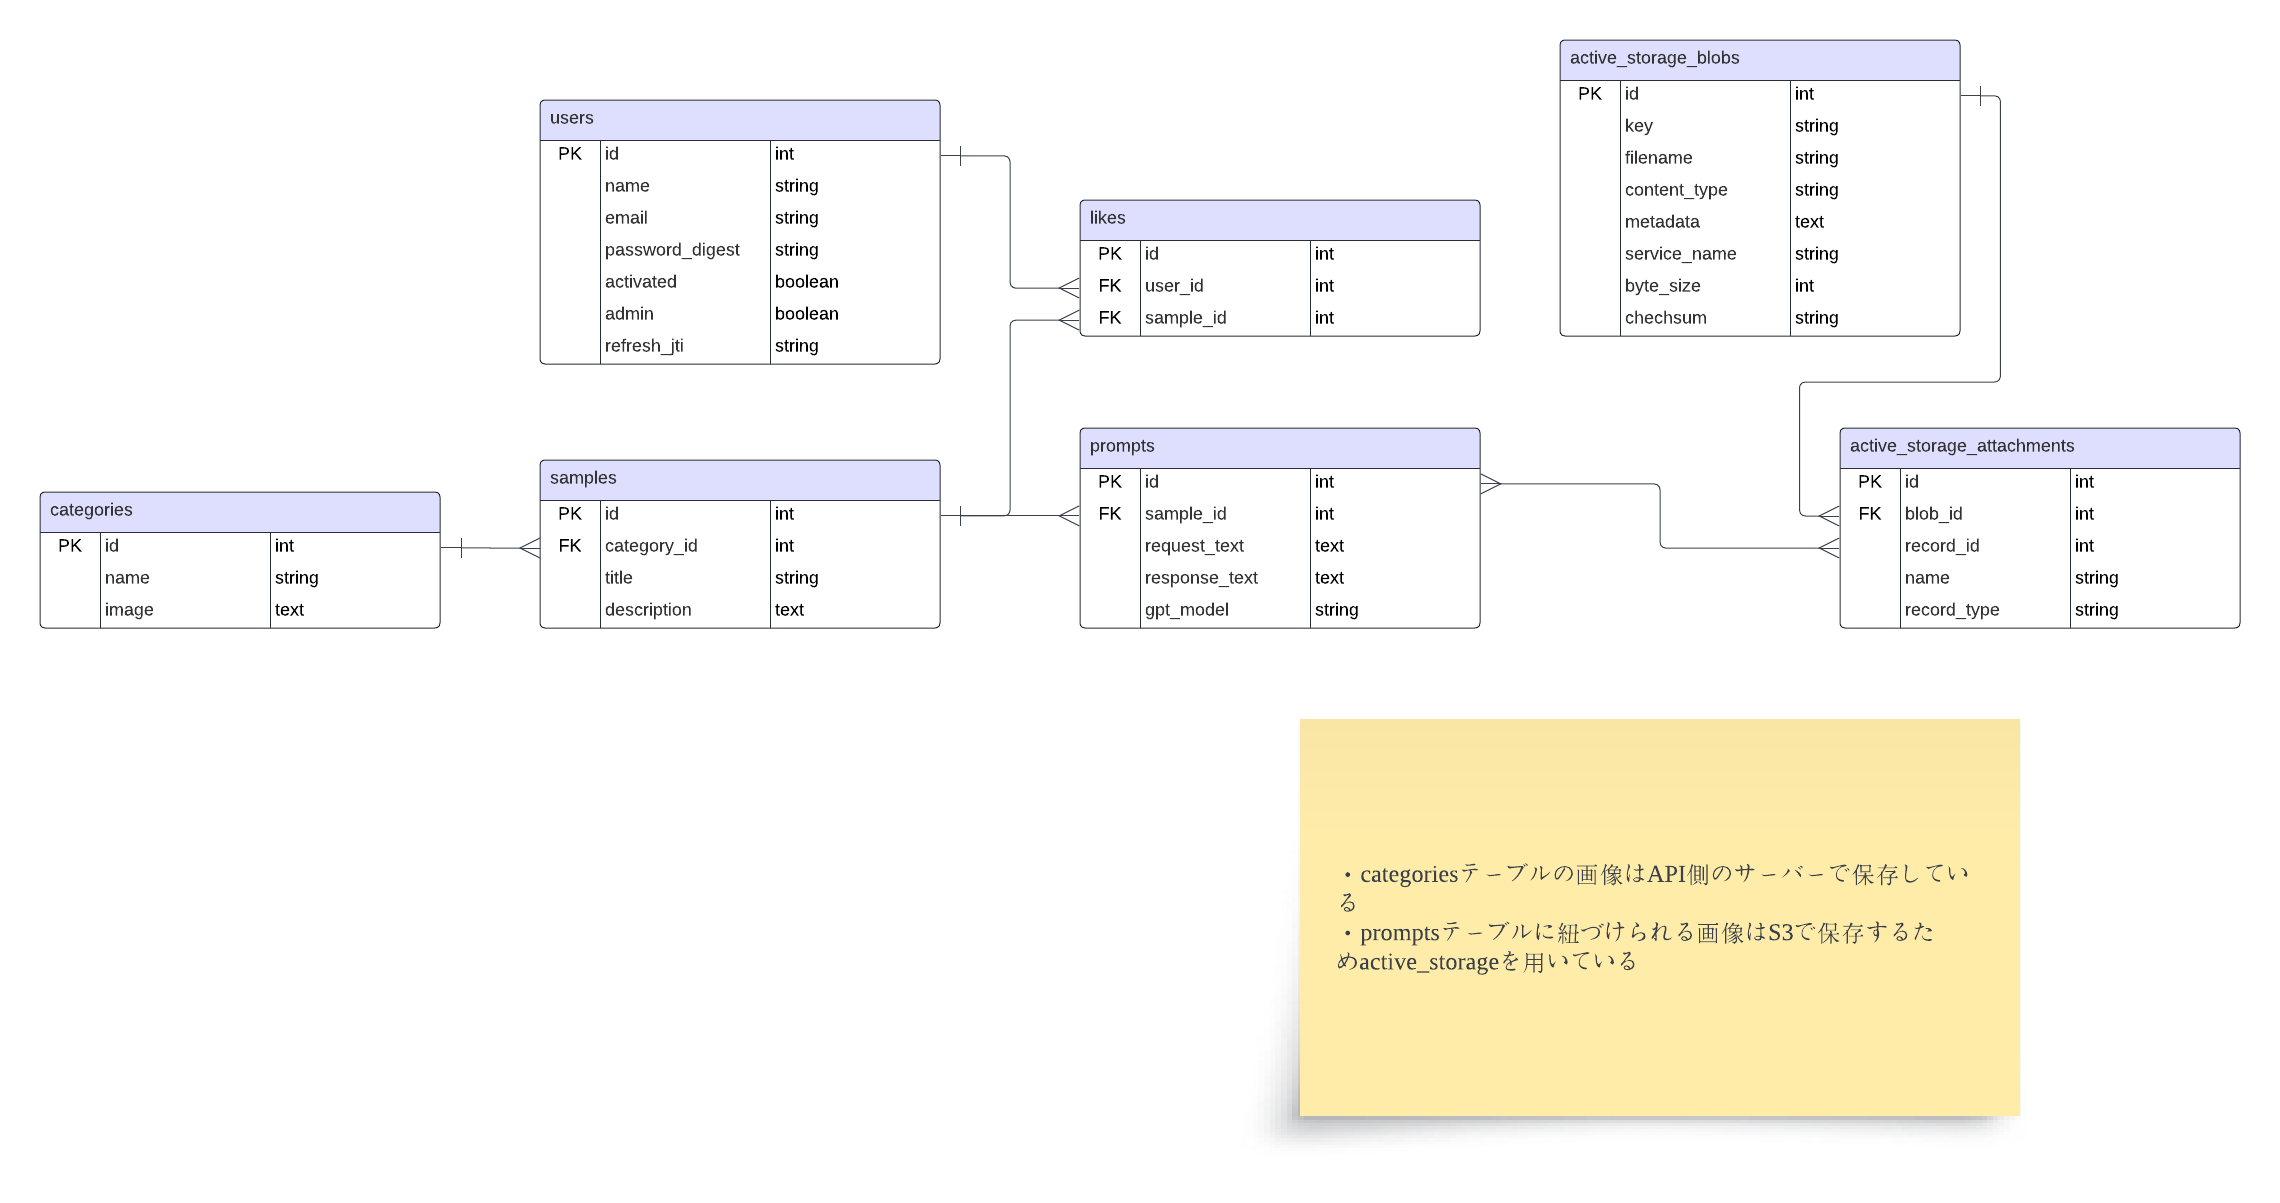 users
PK id int
name string
email string
password_digest string
activated boolean
admin boolean
refresh_jti string
likes
PK id int
FK user_id int
FK sample_id int
active_storage_blobs
PK id int
key string
filename string
content_type string
metadata text
service_name string
byte_size int
chechsum string
categories
PK id int
name string
image text
samples
PK id int
FK category_id int
title string
description text
prompts
PK id int
FK sample_id int
request_text text
response_text text
gpt_model string
active_storage_attachments
PK id int
FK blob_id int
record_id int
name string
record_type string
・categoriesテーブルの画像はAPI側のサーバーで保存してい
る
・promptsテーブルに紐づけられる画像はS3で保存するた
めactive_storageを用いている